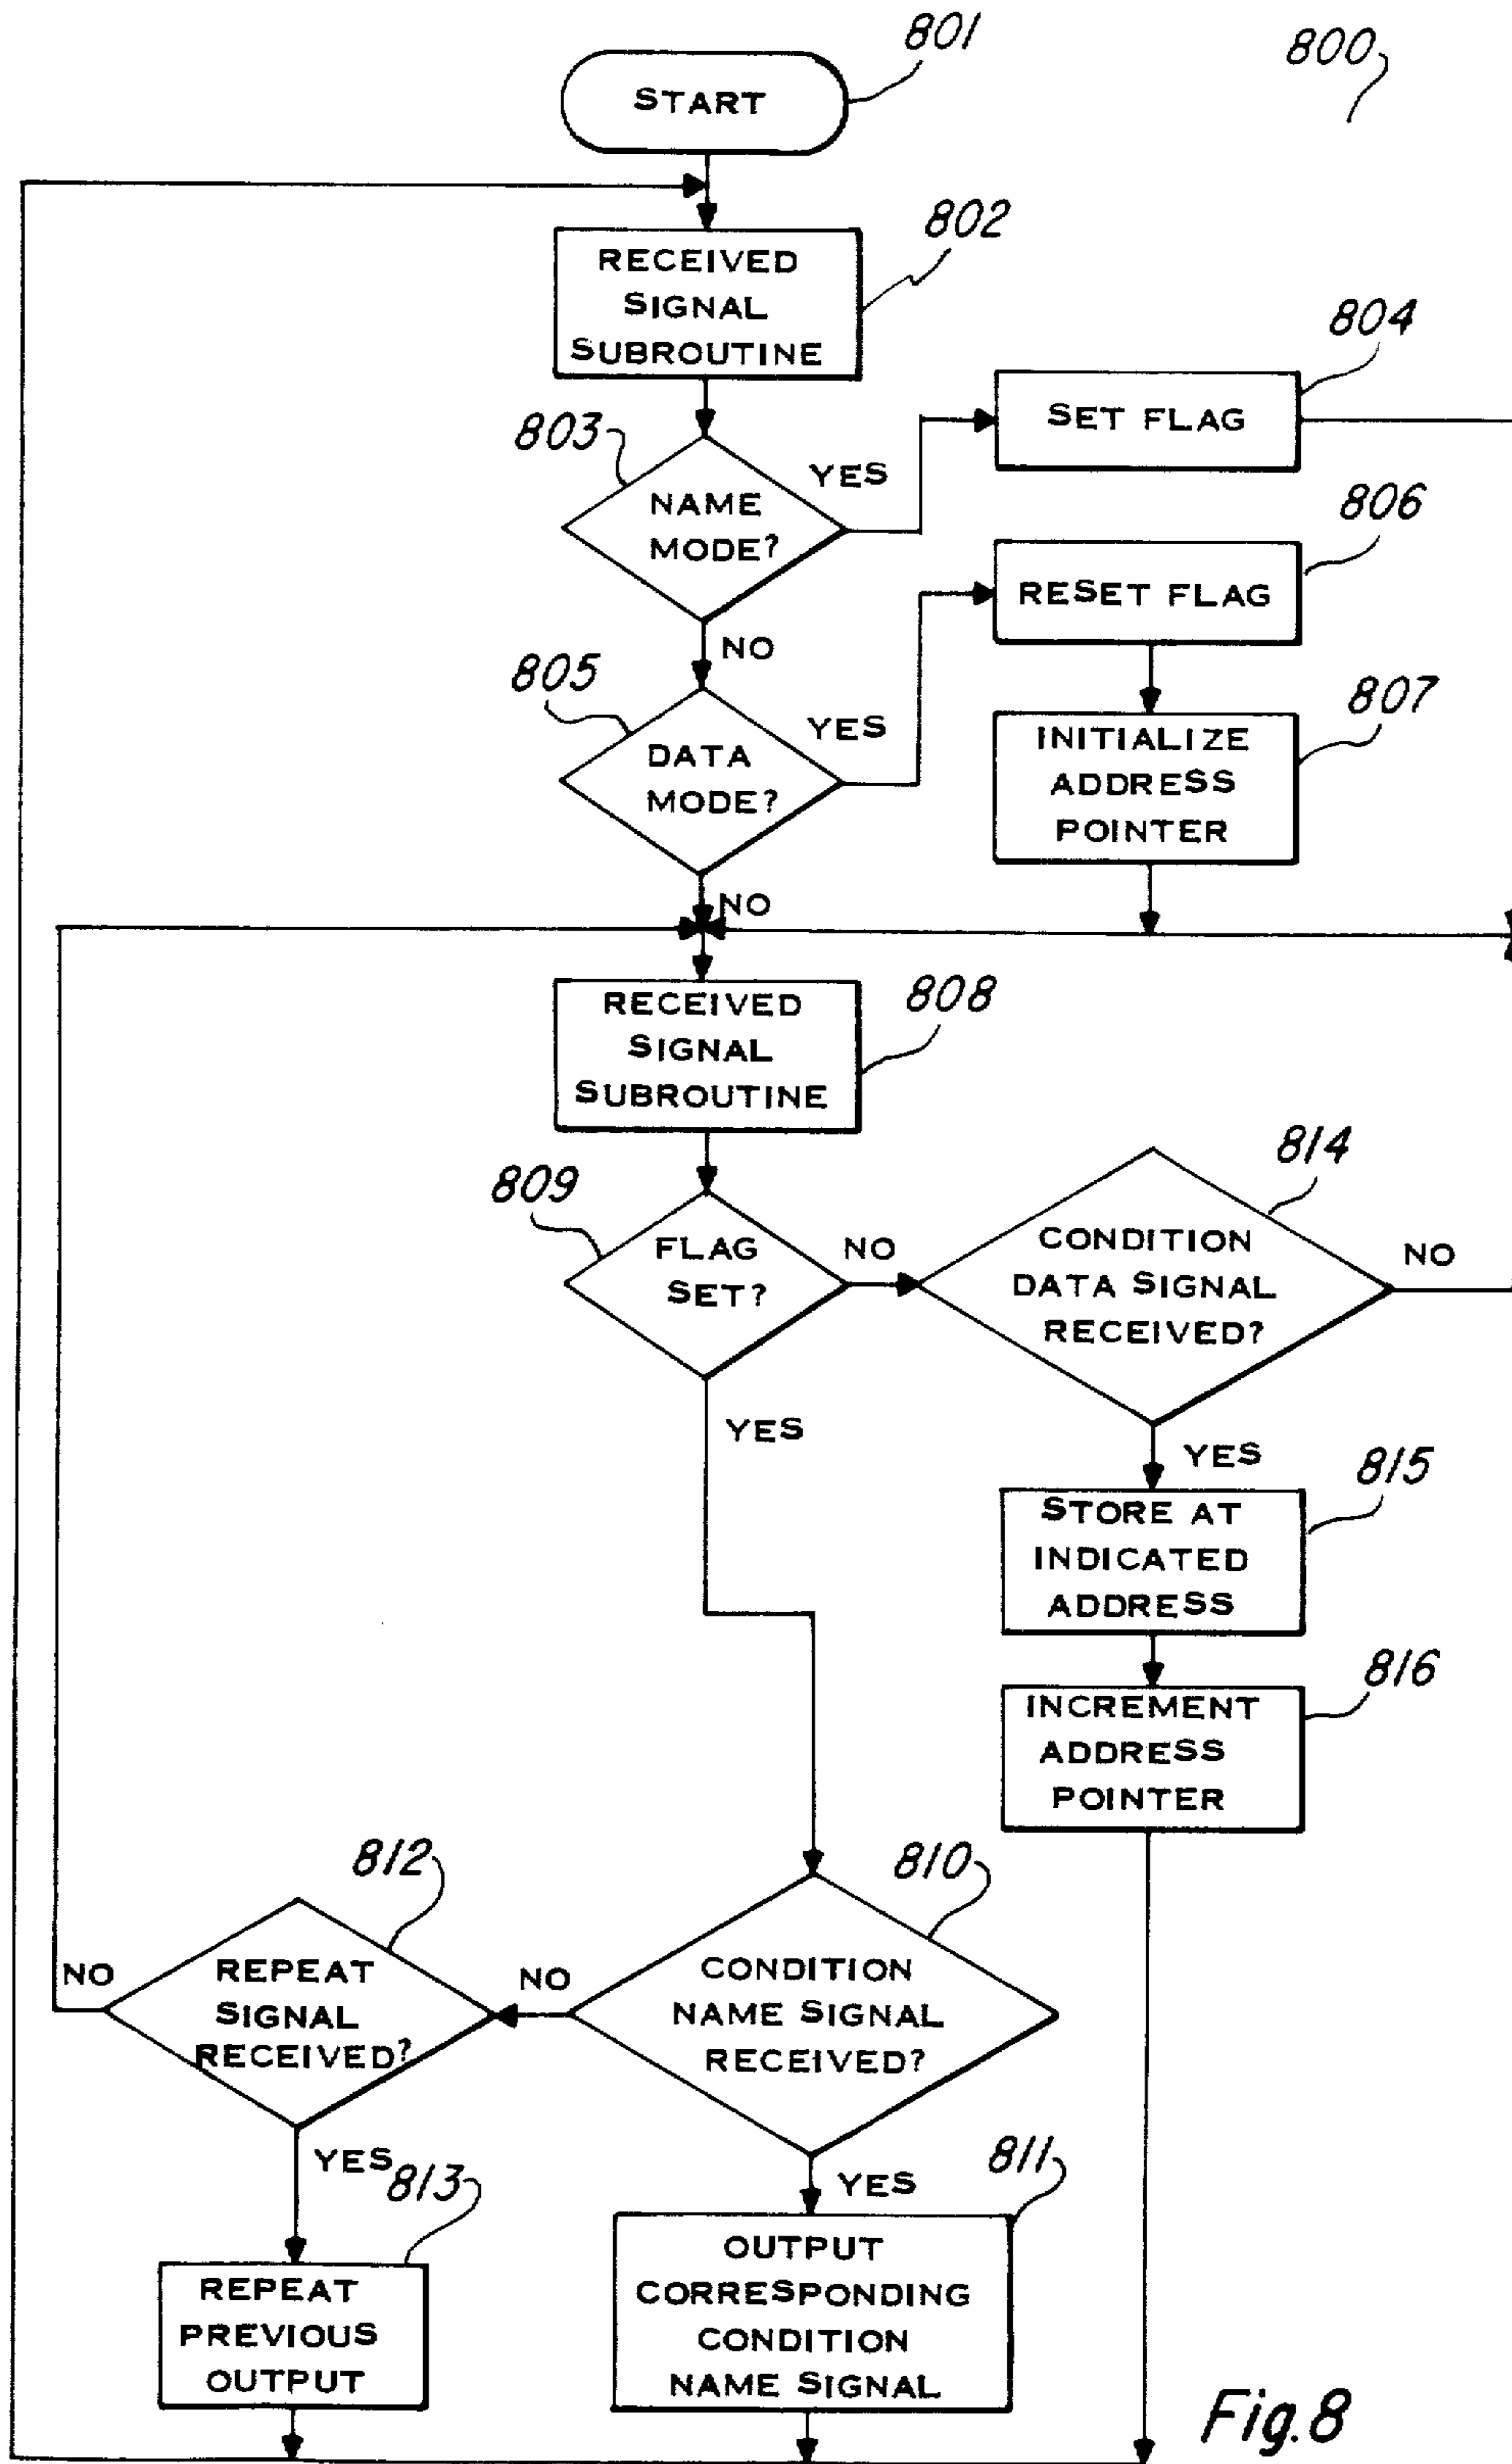 801
800
START
802
RECEIVED
SIGNAL
SUBROUTINE
804
SET FLAG
803
YES
NAME
MODE?
806
RESET FLAG
NO
805
YES
DATA
MODE?
807
INITIALIZE
ADDRESS
POINTER
NO
808
RECEIVED
SIGNAL
SUBROUTINE
814
809
FLAG
SET?
NO
CONDITION
DATA SIGNAL
RECEIVED?
NO
YES
YES
815
STORE AT
INDICATED
ADDRESS
816
INCREMENT
ADDRESS
POINTER
812
810
NO
REPEAT
SIGNAL
RECEIVED?
NO
CONDITION
NAME SIGNAL
RECEIVED?
YES
813
YES
811
REPEAT
PREVIOUS
OUTPUT
OUTPUT
CORRESPONDING
CONDITION
NAME SIGNAL
Fig. 8